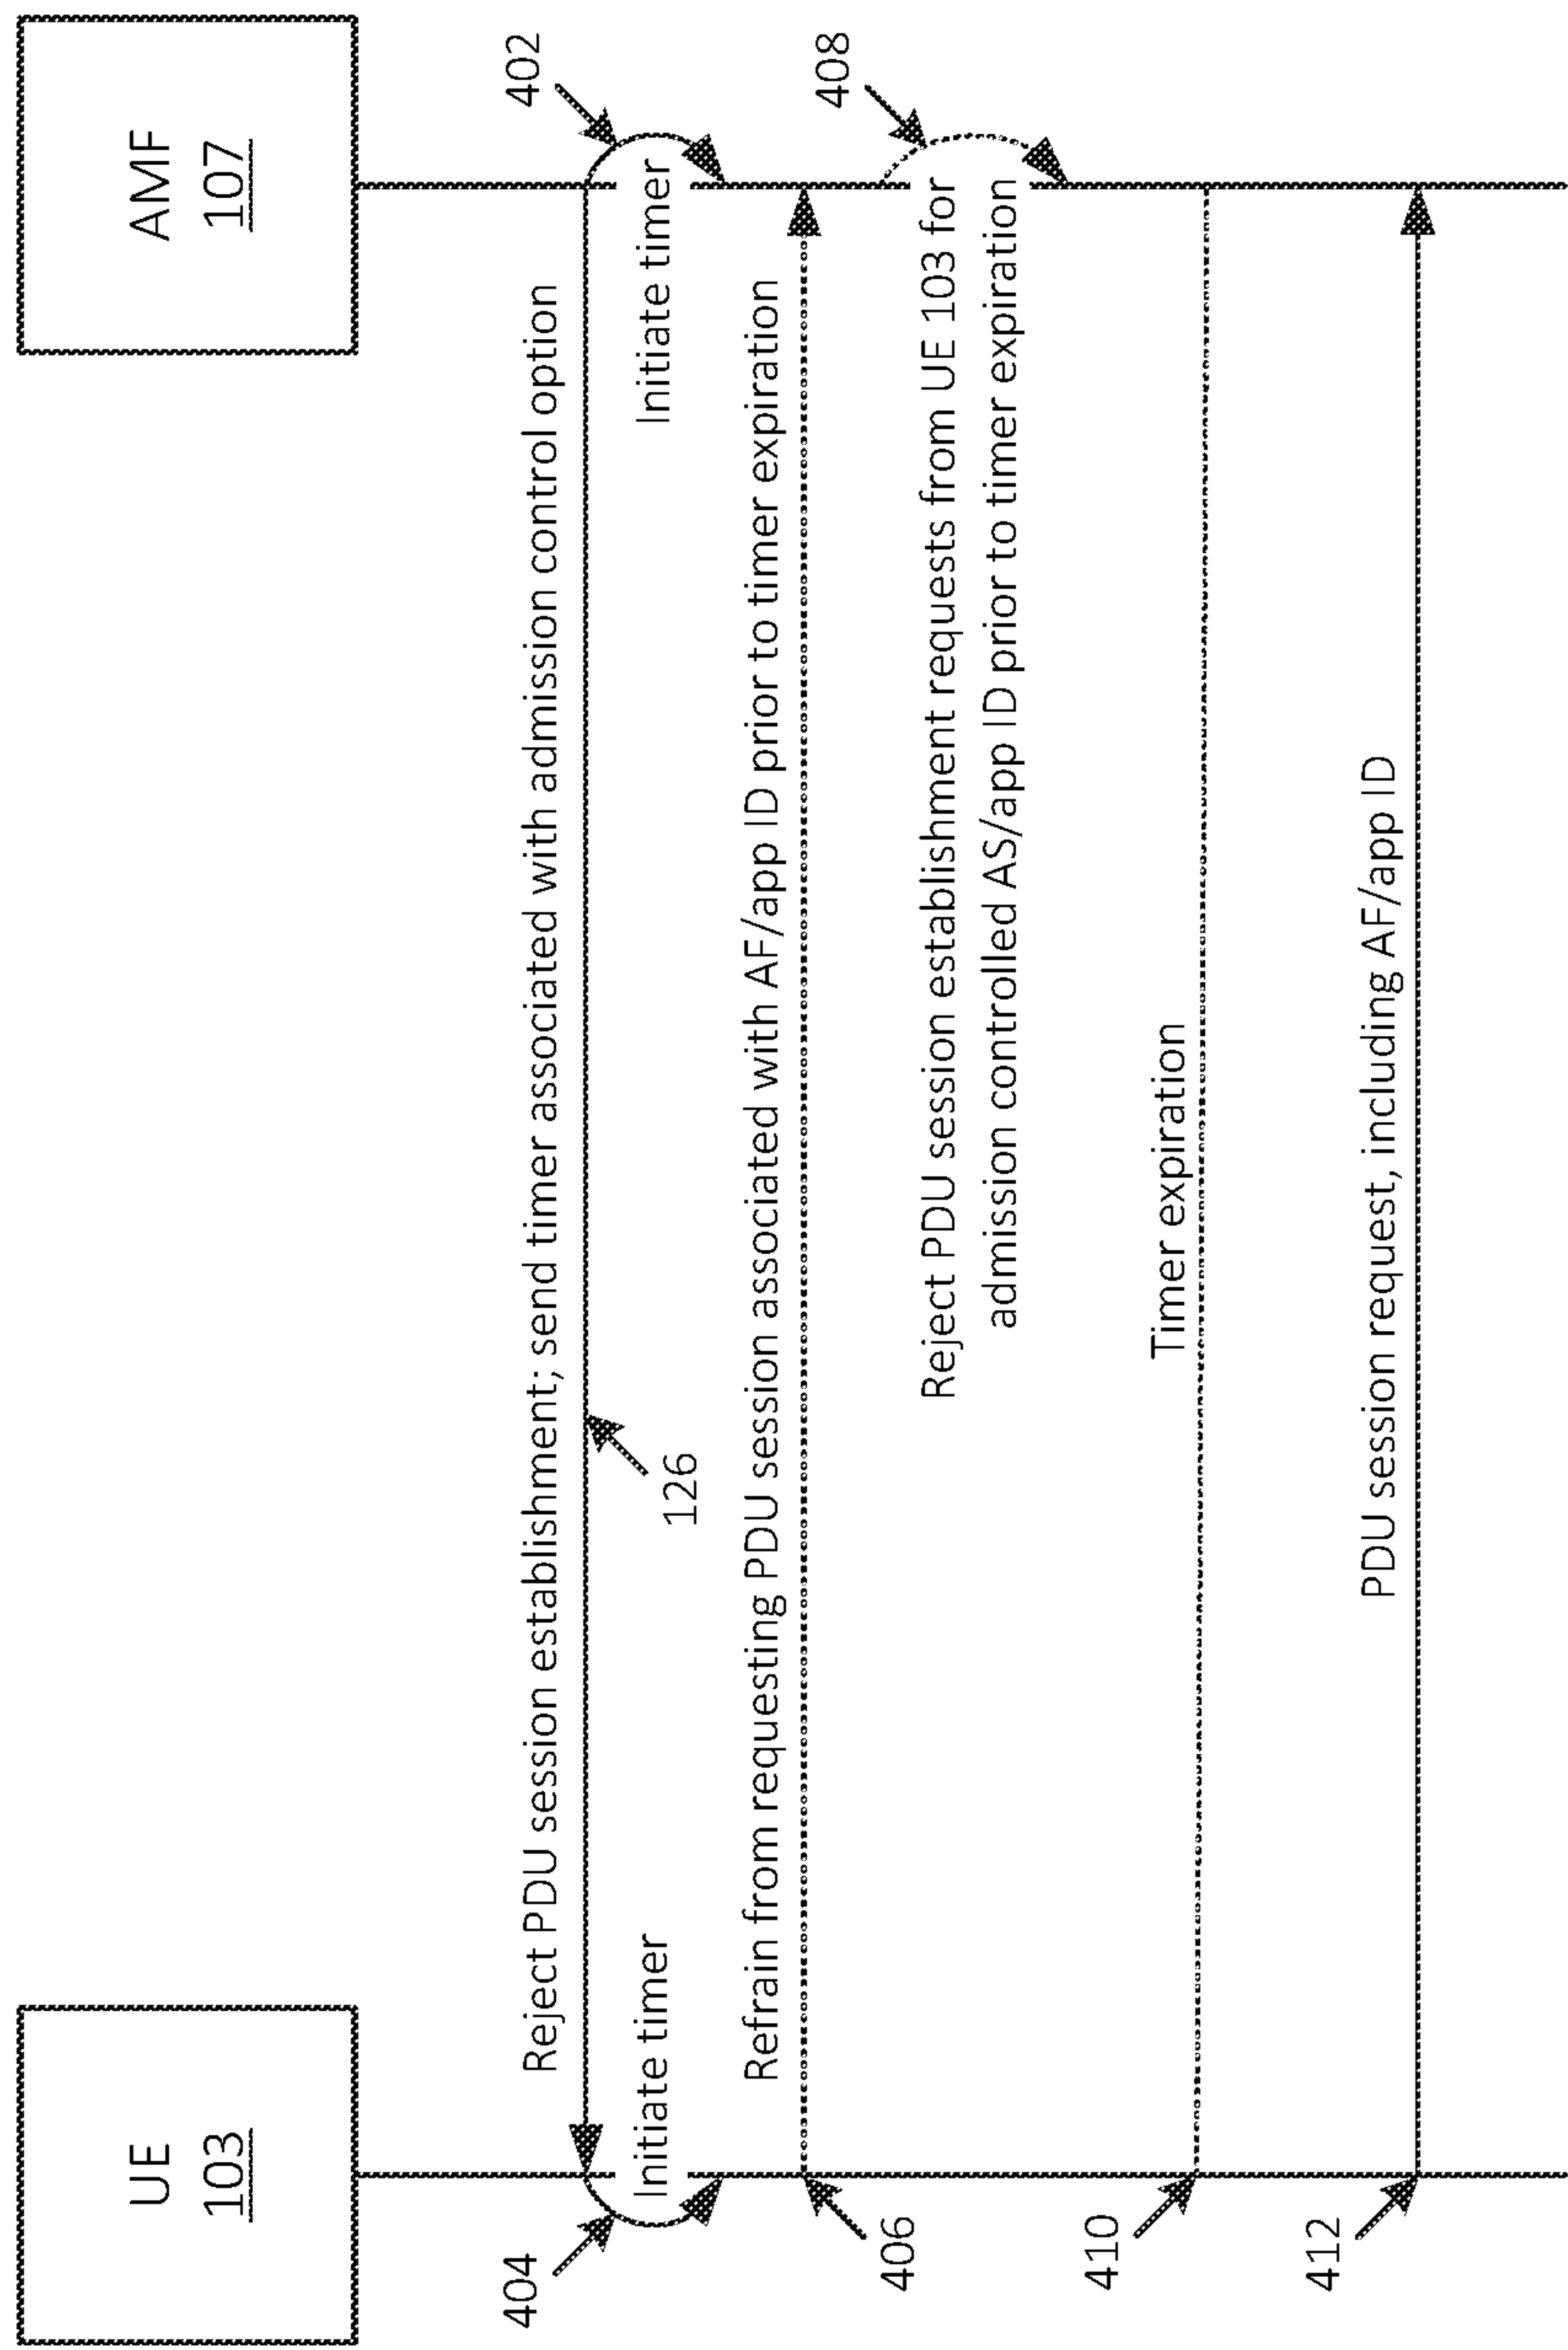 UE
103
AMF
107
Reject PDU session establishment; send timer associated with admission control option
126
402
404
Initiate timer
Initiate timer
Refrain from requesting PDU session associated with AF/app ID prior to timer expiration
406
408
Reject PDU session establishment requests from UE 103 for
admission controlled AS/app ID prior to timer expiration
Timer expiration
410
PDU session request, including AF/app ID
412